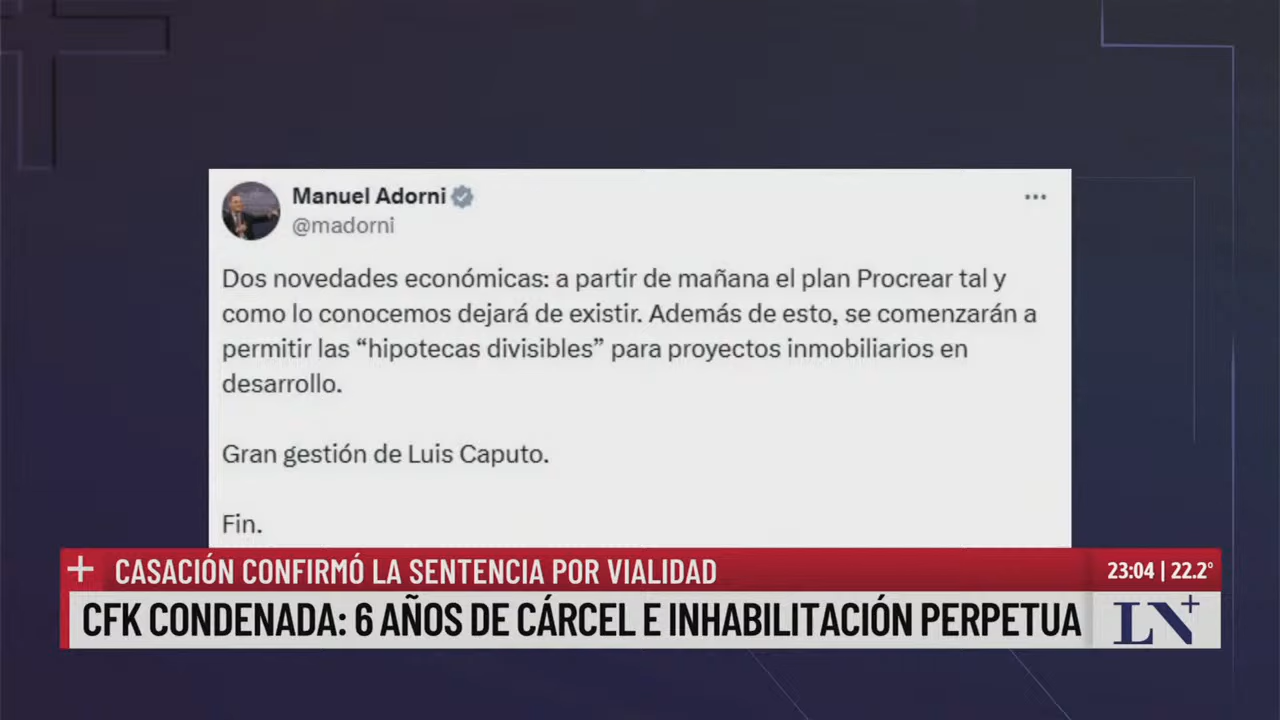 Manuel Adorni
@madorni
Dos novedades económicas: a partir de mañana el plan Procrear tal y
como lo conocemos dejará de existir. Además de esto, se comenzarán a
permitir las “hipotecas divisibles” para proyectos inmobiliarios en
desarrollo.
Gran gestión de Luis Caputo.
Fin.
CASACIÓN CONFIRMÓ LA SENTENCIA POR VIALIDAD
23:04 | 22.2°
CFK CONDENADA: 6 AÑOS DE CÁRCEL E INHABILITACIÓN PERPETUA
LN+